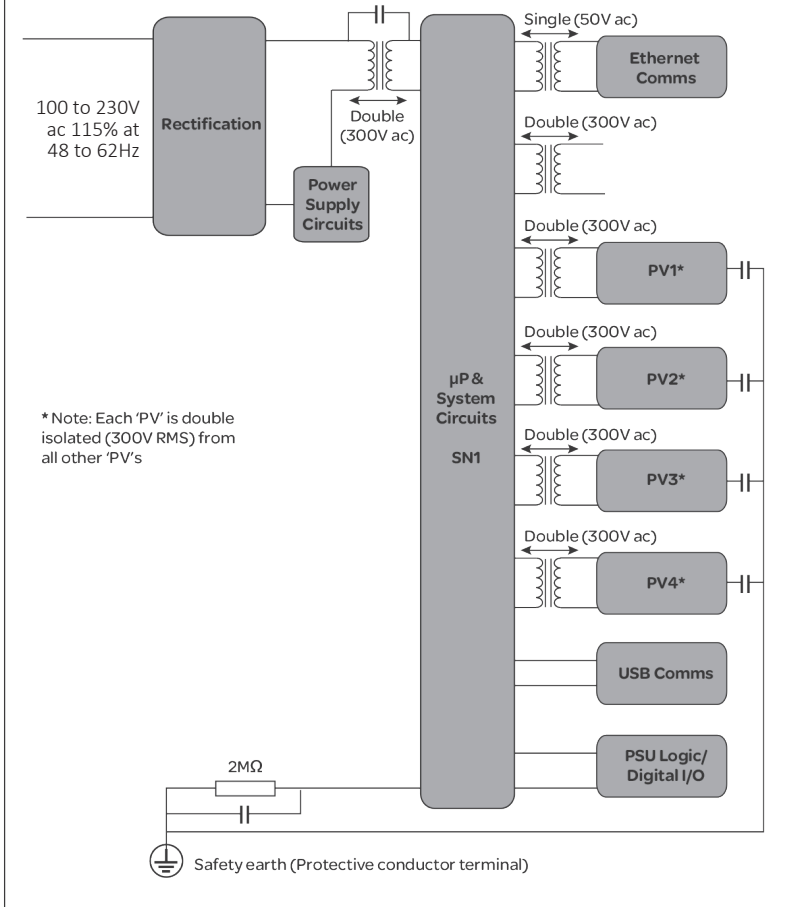 100 to 230V
ac 115% at
48 to 62Hz
Rectification
Double
(300V ac)
Power
Supply
Circuits
µP &
System
Circuits
SN1
Single (50V ac)
Ethernet
Comms
Double (300V ac)
Double (300V ac)
PV1*
Double (300V ac)
PV2*
Double (300V ac)
PV3*
Double (300V ac)
PV4*
USB Comms
PSU Logic/
Digital I/O
* Note: Each ‘PV’ is double
isolated (300V RMS) from
all other ‘PV’s
2MΩ
Safety earth (Protective conductor terminal)